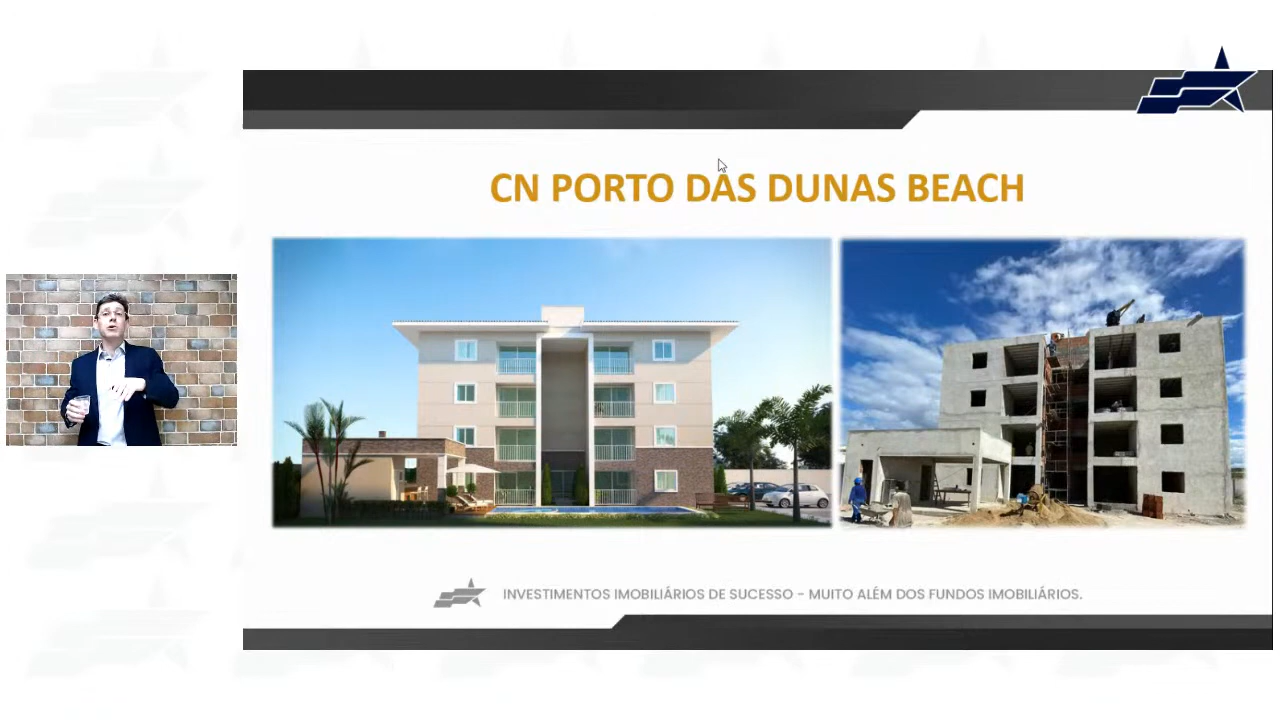 CN PORTO DAS DUNAS BEACH
INVESTIMENTOS IMOBILIÁRIOS DE SUCESSO - MUITO ALÉM DOS FUNDOS IMOBILIÁRIOS.